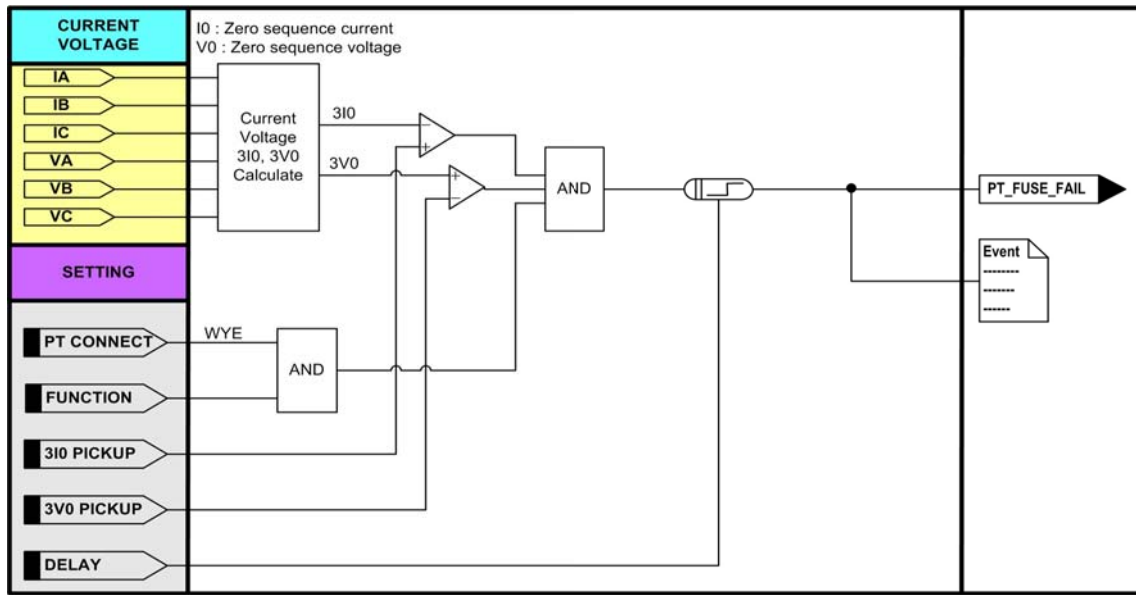 CURRENT
VOLTAGE
I0 : Zero sequence current
V0 : Zero sequence voltage
IA
IB
IC
VA
VB
VC
Current
Voltage
3I0, 3V0
Calculate
3I0
3V0
-
+
+
-
AND
PT_FUSE_FAIL
Event
--------
-------
------
SETTING
PT CONNECT
WYE
AND
FUNCTION
3I0 PICKUP
3V0 PICKUP
DELAY